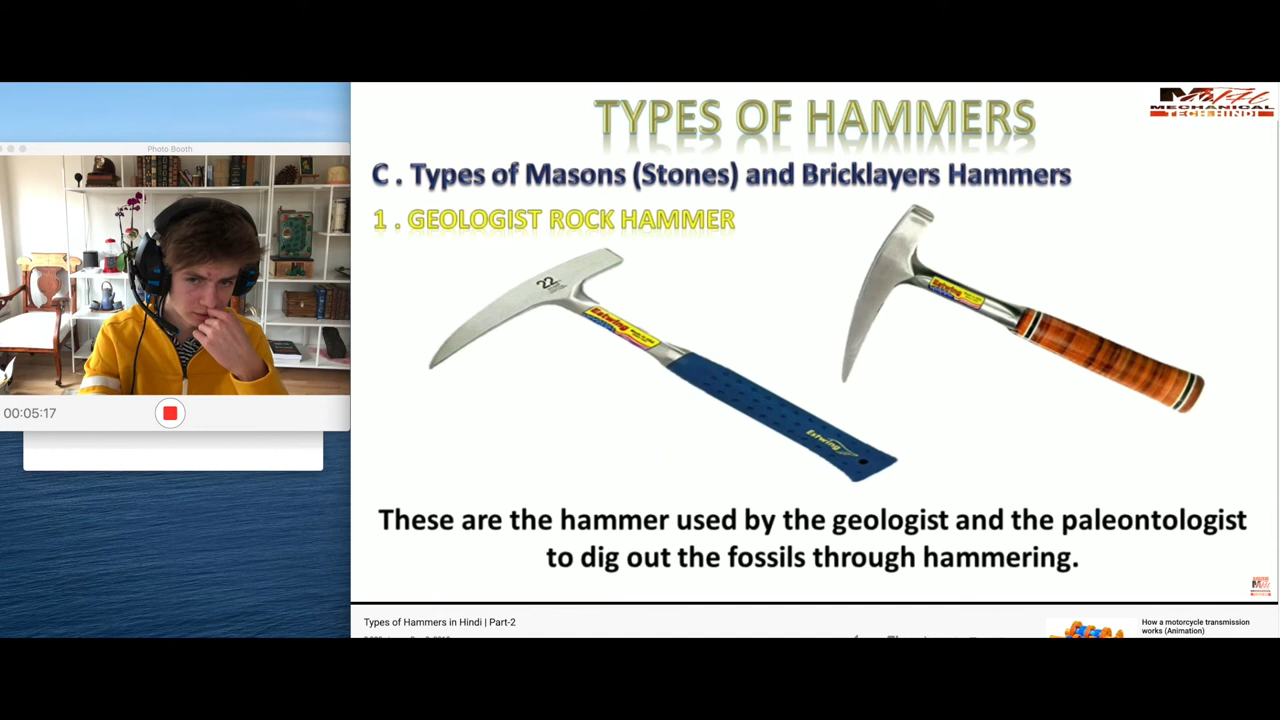 Photo Booth
00:05:17
TYPES OF HAMMERS
MECHANICAL
TECH HINDI
C . Types of Masons (Stones) and Bricklayers Hammers
1 . GEOLOGIST ROCK HAMMER
22
Estwing
Estwing
Estwing
These are the hammer used by the geologist and the paleontologist
to dig out the fossils through hammering.
Types of Hammers in Hindi | Part-2
How a motorcycle transmission
works (Animation)